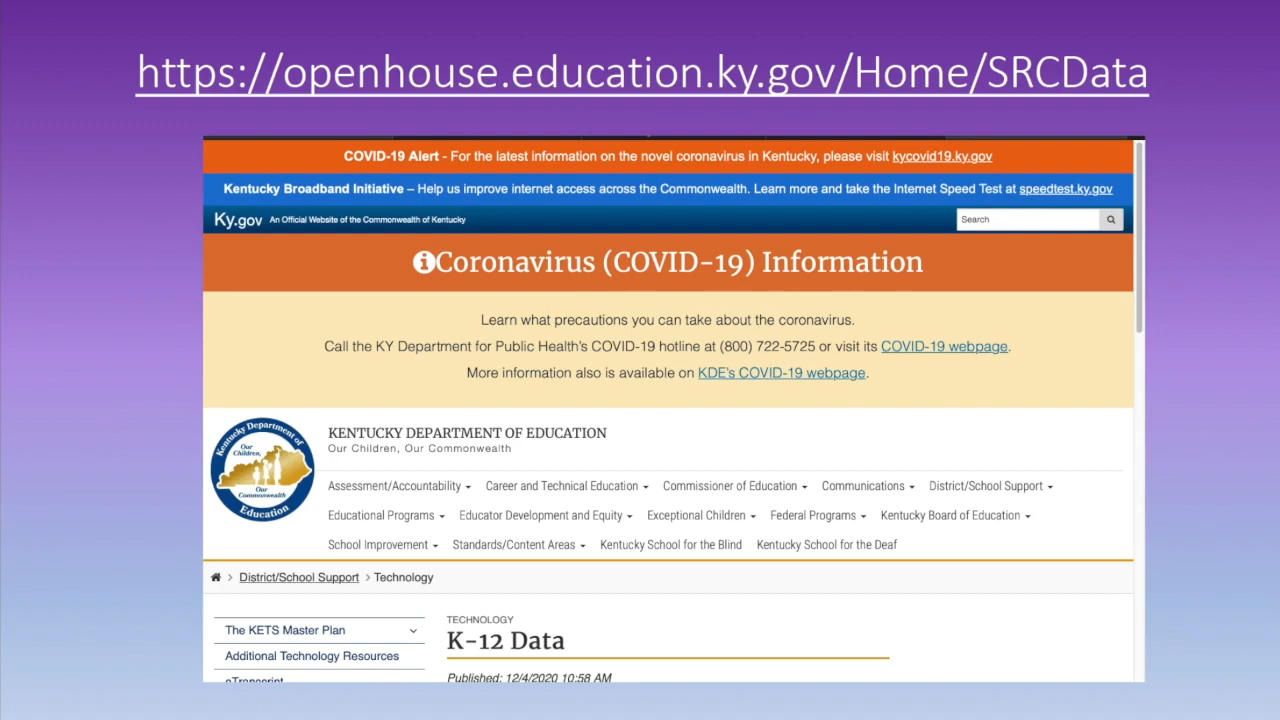 https://openhouse.education.ky.gov/Home/SRCData
COVID-19 Alert - For the latest information on the novel coronavirus in Kentucky, please visit kycovid19.ky.gov
Kentucky Broadband Initiative – Help us improve internet access across the Commonwealth. Learn more and take the Internet Speed Test at speedtest.ky.gov
Ky.gov An Official Website of the Commonwealth of Kentucky
Search
Coronavirus (COVID-19) Information
Learn what precautions you can take about the coronavirus.
Call the KY Department for Public Health's COVID-19 hotline at (800) 722-5725 or visit its COVID-19 webpage.
More information also is available on KDE's COVID-19 webpage.
Kentucky Department of
Our
Children,
Our
Commonwealth
Education
KENTUCKY DEPARTMENT OF EDUCATION
Our Children, Our Commonwealth
Assessment/Accountability Career and Technical Education Commissioner of Education Communications District/School Support
Educational Programs Educator Development and Equity Exceptional Children Federal Programs Kentucky Board of Education
School Improvement Standards/Content Areas Kentucky School for the Blind Kentucky School for the Deaf
> District/School Support > Technology
The KETS Master Plan
Additional Technology Resources
eTranscript
TECHNOLOGY
K-12 Data
Published: 12/4/2020 10:58 AM